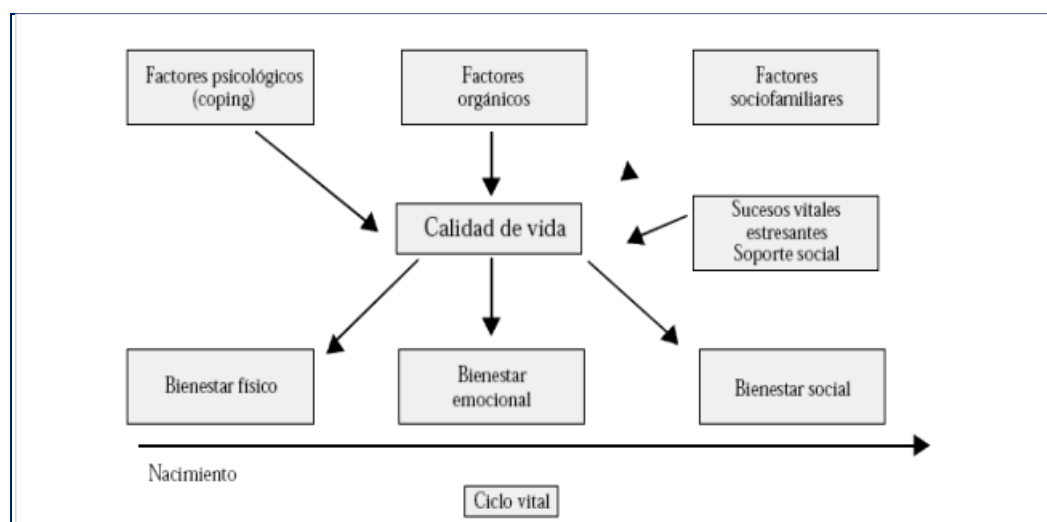 Factores psicológicos
(coping)
Factores
orgánicos
Factores
sociofamiliares
Calidad de vida
Sucesos vitales
estresantes
Soporte social
Bienestar físico
Bienestar
emocional
Bienestar social
Nacimiento
Ciclo vital